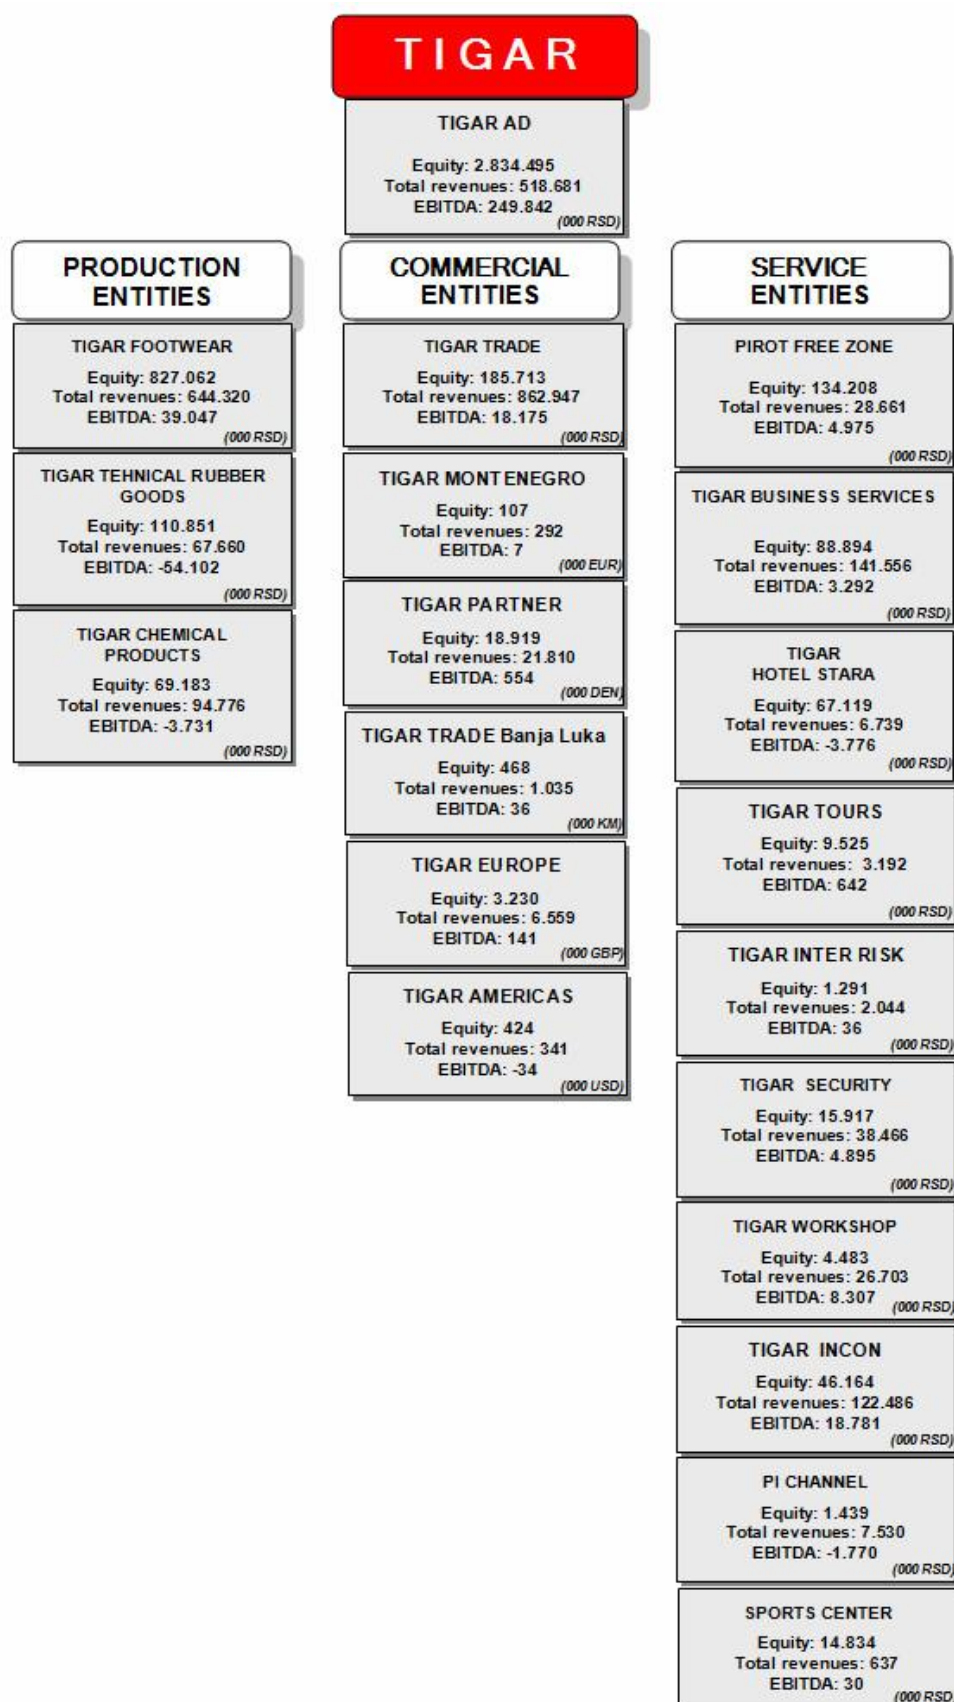 TIGAR
TIGAR AD
Equity: 2.834.495
Total revenues: 518.681
EBITDA: 249.842
(000 RSD)
PRODUCTION
ENTITIES
TIGAR FOOTWEAR
Equity: 827.062
Total revenues: 644.320
EBITDA: 39.047
(000 RSD)
TIGAR TEHNICAL RUBBER
GOODS
Equity: 110.851
Total revenues: 67.660
EBITDA: -54.102
(000 RSD)
TIGAR CHEMICAL
PRODUCTS
Equity: 69.183
Total revenues: 94.776
EBITDA: -3.731
(000 RSD)
COMMERCIAL
ENTITIES
TIGAR TRADE
Equity: 185.713
Total revenues: 862.947
EBITDA: 18.175
(000 RSD)
TIGAR MONTENEGRO
Equity: 107
Total revenues: 292
EBITDA: 7
(000 EUR)
TIGAR PARTNER
Equity: 18.919
Total revenues: 21.810
EBITDA: 554
(000 DEN)
TIGAR TRADE Banja Luka
Equity: 468
Total revenues: 1.035
EBITDA: 36
(000 KM)
TIGAR EUROPE
Equity: 3.230
Total revenues: 6.559
EBITDA: 141
(000 GBP)
TIGAR AMERICAS
Equity: 424
Total revenues: 341
EBITDA: -34
(000 USD)
SERVICE
ENTITIES
PIROT FREE ZONE
Equity: 134.208
Total revenues: 28.661
EBITDA: 4.975
(000 RSD)
TIGAR BUSINESS SERVICES
Equity: 88.894
Total revenues: 141.556
EBITDA: 3.292
(000 RSD)
TIGAR
HOTEL STARA
Equity: 67.119
Total revenues: 6.739
EBITDA: -3.776
(000 RSD)
TIGAR TOURS
Equity: 9.525
Total revenues: 3.192
EBITDA: 642
(000 RSD)
TIGAR INTER RISK
Equity: 1.291
Total revenues: 2.044
EBITDA: 36
(000 RSD)
TIGAR SECURITY
Equity: 15.917
Total revenues: 38.466
EBITDA: 4.895
(000 RSD)
TIGAR WORKSHOP
Equity: 4.483
Total revenues: 26.703
EBITDA: 8.307
(000 RSD)
TIGAR INCON
Equity: 46.164
Total revenues: 122.486
EBITDA: 18.781
(000 RSD)
PI CHANNEL
Equity: 1.439
Total revenues: 7.530
EBITDA: -1.770
(000 RSD)
SPORTS CENTER
Equity: 14.834
Total revenues: 637
EBITDA: 30
(000 RSD